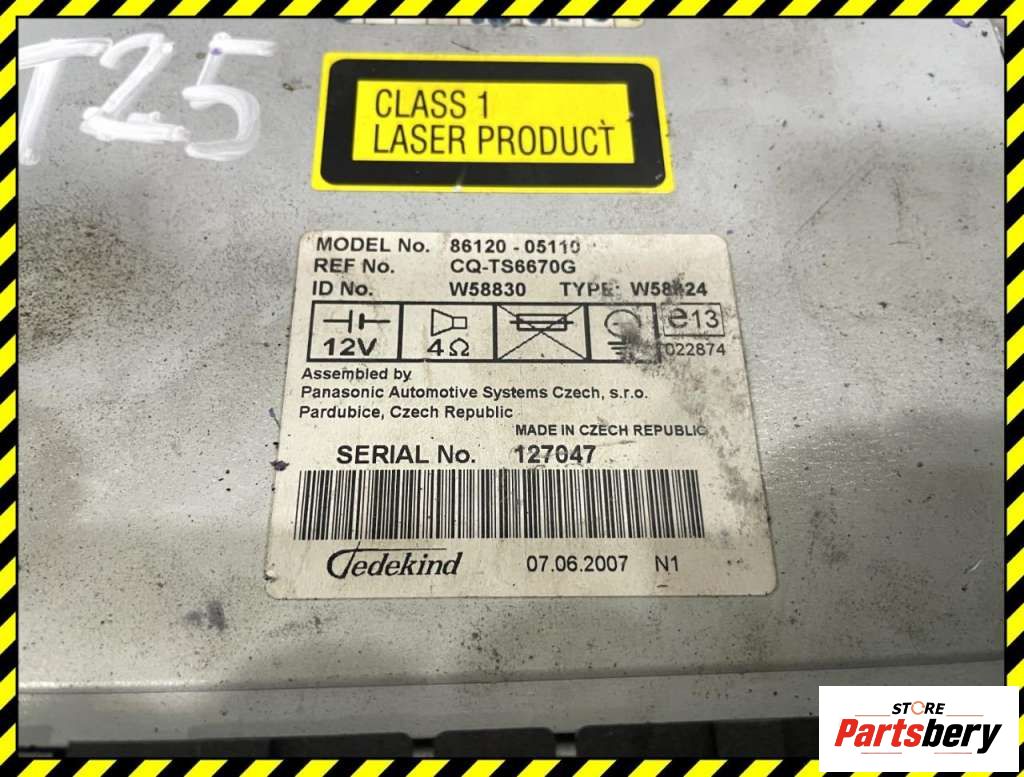 T25
CLASS 1
LASER PRODUCT
MODEL No. 86120 - 05110
REF No. CQ-TS6670G
ID No. W58830 TYPE: W58824
12V 4Ω e13
022874
Assembled by
Panasonic Automotive Systems Czech, s.r.o.
Pardubice, Czech Republic
MADE IN CZECH REPUBLIC
SERIAL No. 127047
Tedekind 07.06.2007 N1
STORE
Partsbery